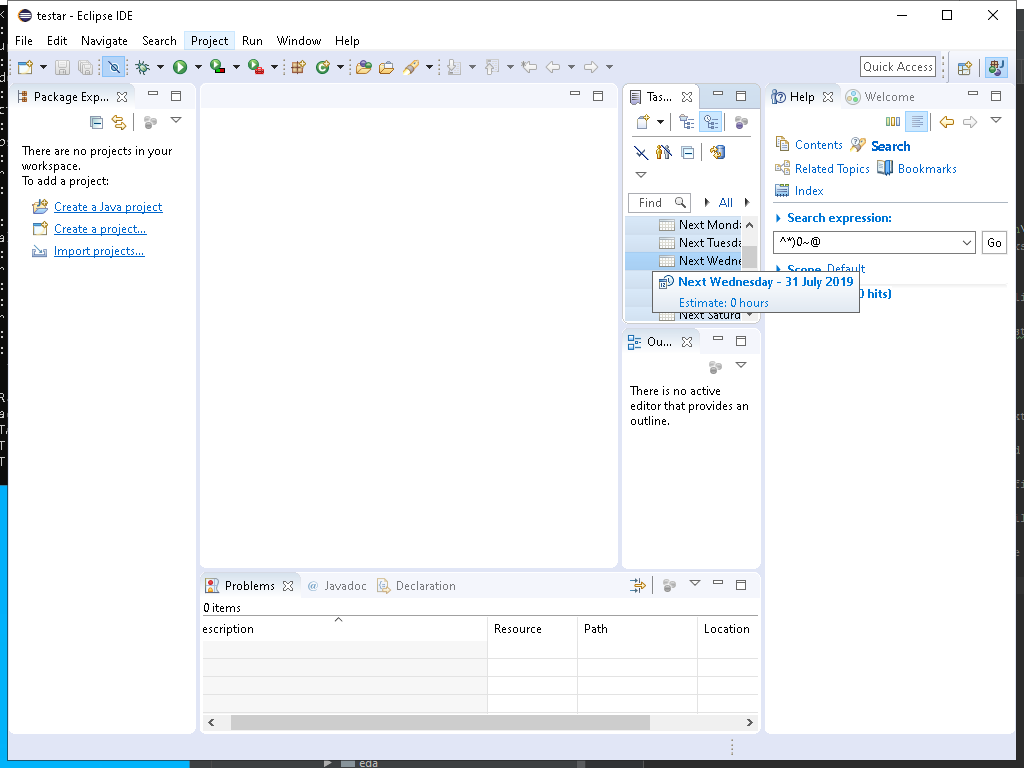 testar - Eclipse IDE
File Edit Navigate Search Project Run Window Help
Quick Access
Package Exp...
Tas...
Help
Welcome
There are no projects in your
workspace.
To add a project:
Create a Java project
Create a project...
Import projects...
Find
All
Next Monda
Next Tuesda
Next Wedne
Next Saturd
Next Wednesday - 31 July 2019
Estimate: 0 hours
Contents
Search
Related Topics
Bookmarks
Index
Search expression:
^*)0~@
Go
Scope Default
0 hits)
Ou...
There is no active
editor that provides an
outline.
Problems
@ Javadoc
Declaration
0 items
escription
Resource
Path
Location
eda